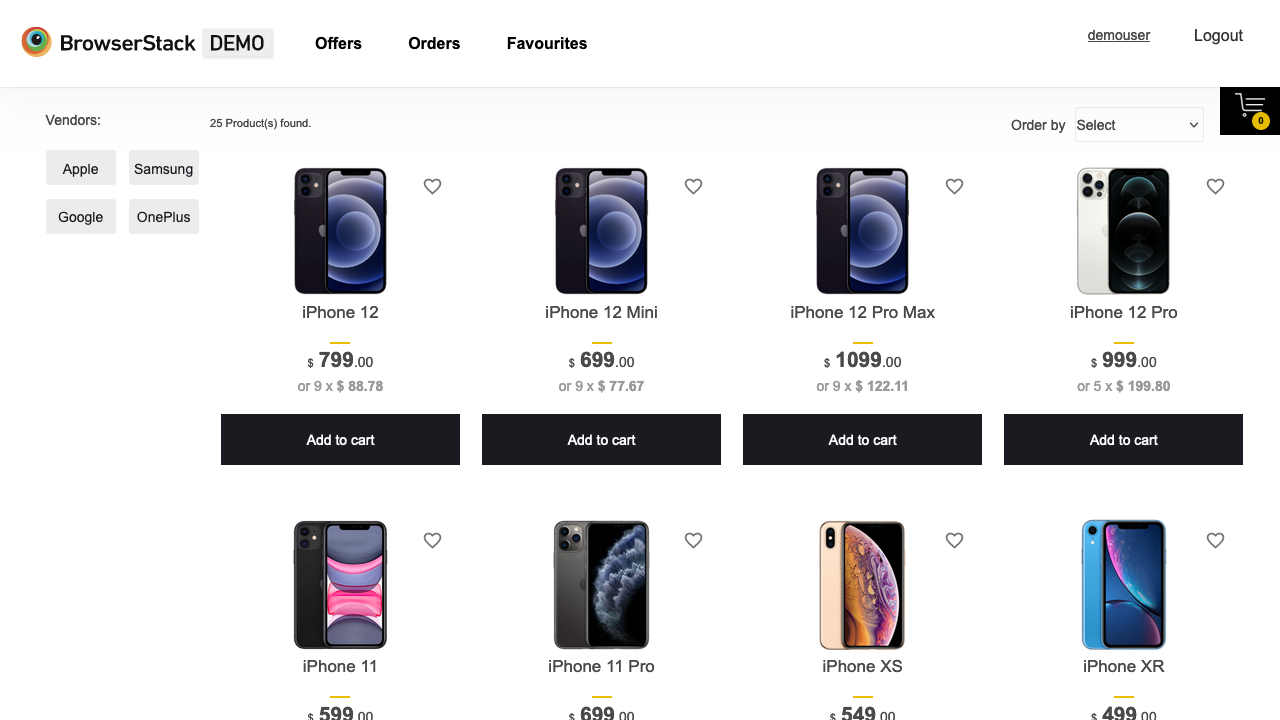 BrowserStack DEMO
Offers
Orders
Favourites
demouser
Logout
0
Vendors:
Apple
Samsung
Google
OnePlus
25 Product(s) found.
Order by
Select
iPhone 12
$ 799.00
or 9 x $ 88.78
Add to cart
iPhone 12 Mini
$ 699.00
or 9 x $ 77.67
Add to cart
iPhone 12 Pro Max
$ 1099.00
or 9 x $ 122.11
Add to cart
iPhone 12 Pro
$ 999.00
or 5 x $ 199.80
Add to cart
iPhone 11
$ 599.00
iPhone 11 Pro
$ 699.00
iPhone XS
$ 549.00
iPhone XR
$ 499.00